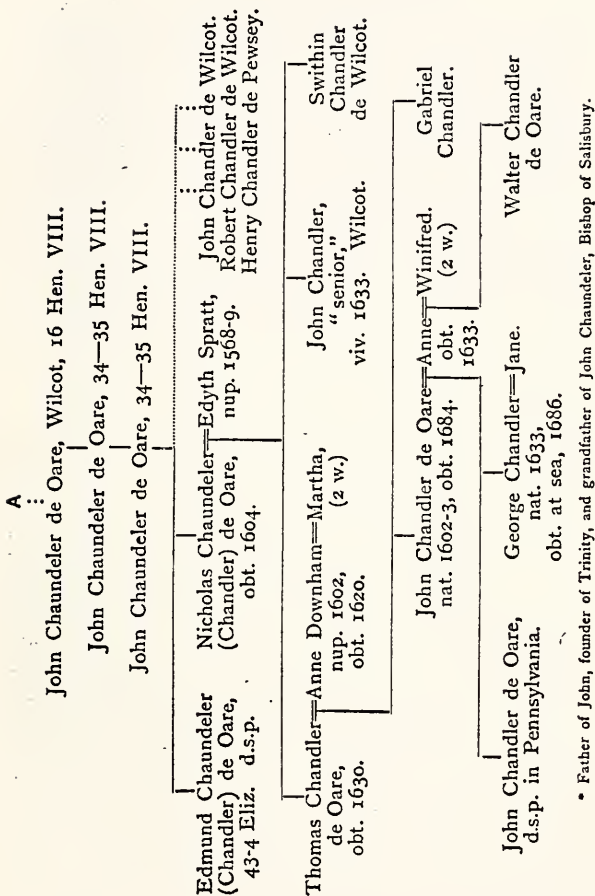 A
John Chaundeler de Oare, Wilcot, 16 Hen. VIII.
John Chaundeler de Oare, 34—35 Hen. VIII.
John Chaundeler de Oare, 34—35 Hen. VIII.
Edmund Chaundeler
(Chandler) de Oare,
43-4 Eliz. d.s.p.
Nicholas Chaundeler=Edyth Spratt,
(Chandler) de Oare, nup. 1568-9.
obt. 1604.
John Chandler de Wilcot.
Robert Chandler de Wilcot.
Henry Chandler de Pewsey.
Thomas Chandler=Anne Downham=Martha,
de Oare, nup. 1602, (2 w.)
obt. 1630. obt. 1620.
John Chandler,
"senior,"
viv. 1633. Wilcot.
Swithin
Chandler
de Wilcot.
John Chandler de Oare=Anne=Winifred.
nat. 1602-3, obt. 1684. obt. (2 w.)
1633.
Gabriel
Chandler.
John Chandler de Oare,
d.s.p. in Pennsylvania.
George Chandler=Jane.
nat. 1633,
obt. at sea, 1686.
Walter Chandler
de Oare.
* Father of John, founder of Trinity, and grandfather of John Chaundeler, Bishop of Salisbury.